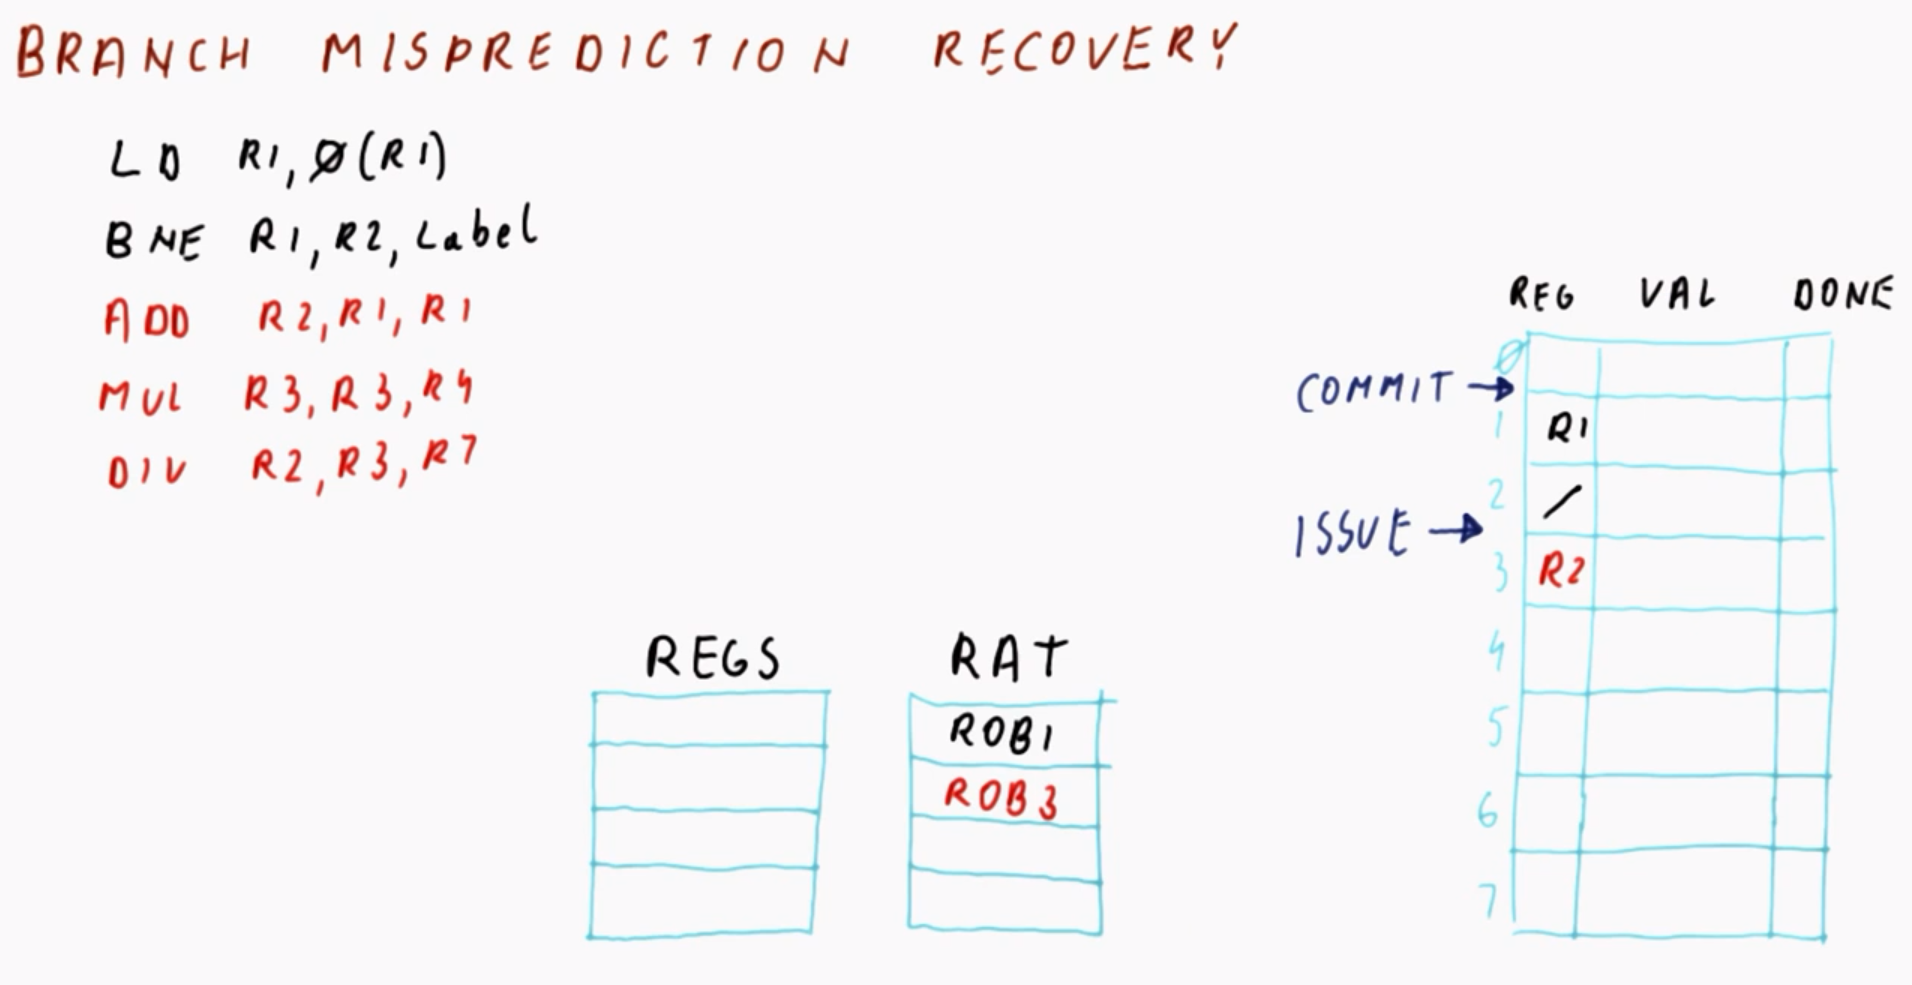 BRANCH MISPREDICTION RECOVERY
LD R1, Ø(R1)
BNE R1, R2, Label
ADD R2, R1, R1
MUL R3, R3, R4
DIV R2, R3, R7
REG VAL DONE
Ø
COMMIT →
1 R1
2 /
ISSUE →
3 R2
4
5
6
7
REGS RAT
ROB1
ROB3